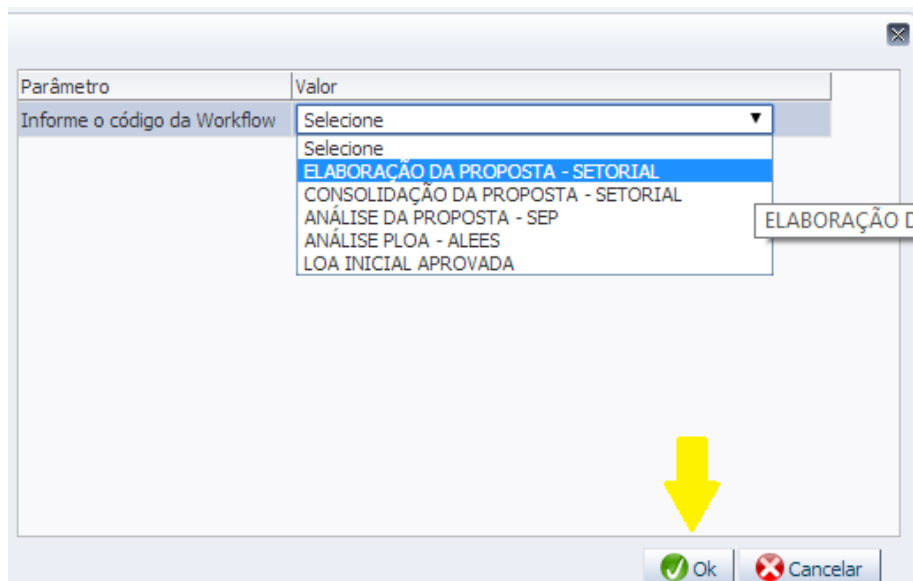 Parâmetro Valor
Informe o código da Workflow Selecione
Selecione
ELABORAÇÃO DA PROPOSTA - SETORIAL
CONSOLIDAÇÃO DA PROPOSTA - SETORIAL
ANÁLISE DA PROPOSTA - SEP
ELABORAÇÃO D
ANÁLISE PLOA - ALEES
LOA INICIAL APROVADA
Ok Cancelar